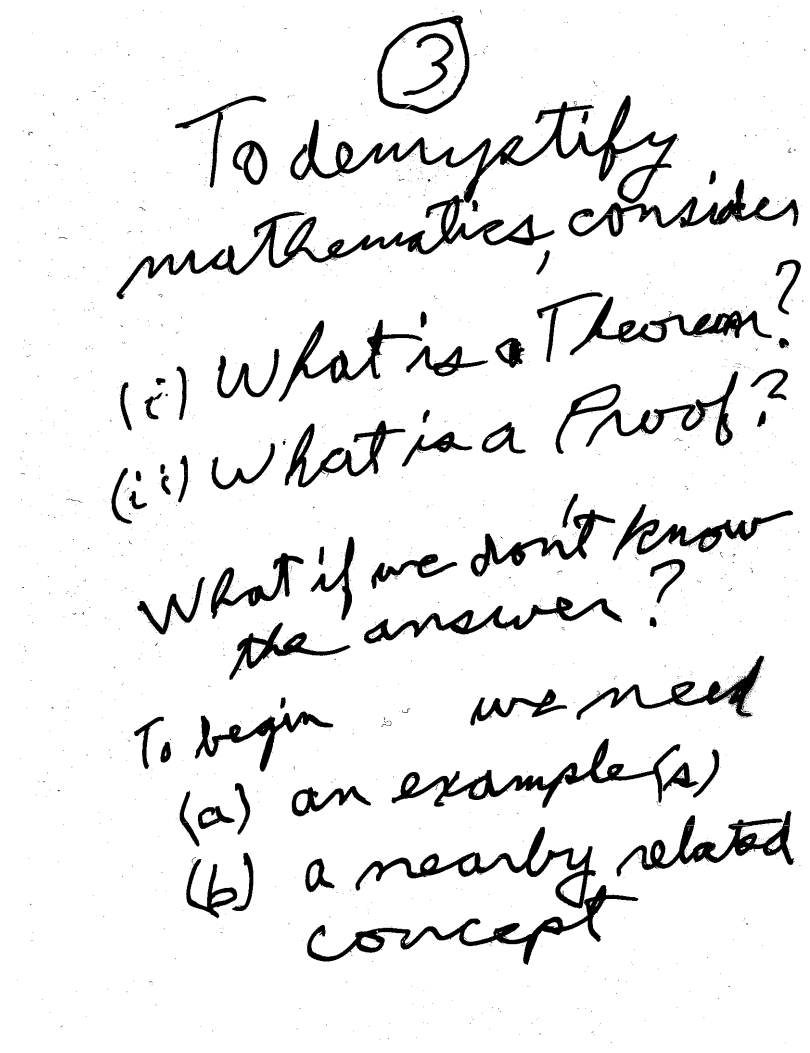 3
To demystify
mathematics, consider
(i) What is a Theorem?
(ii) What is a Proof?
What if we don't know
the answer?
To begin we need
(a) an example(s)
(b) a nearby related
concept